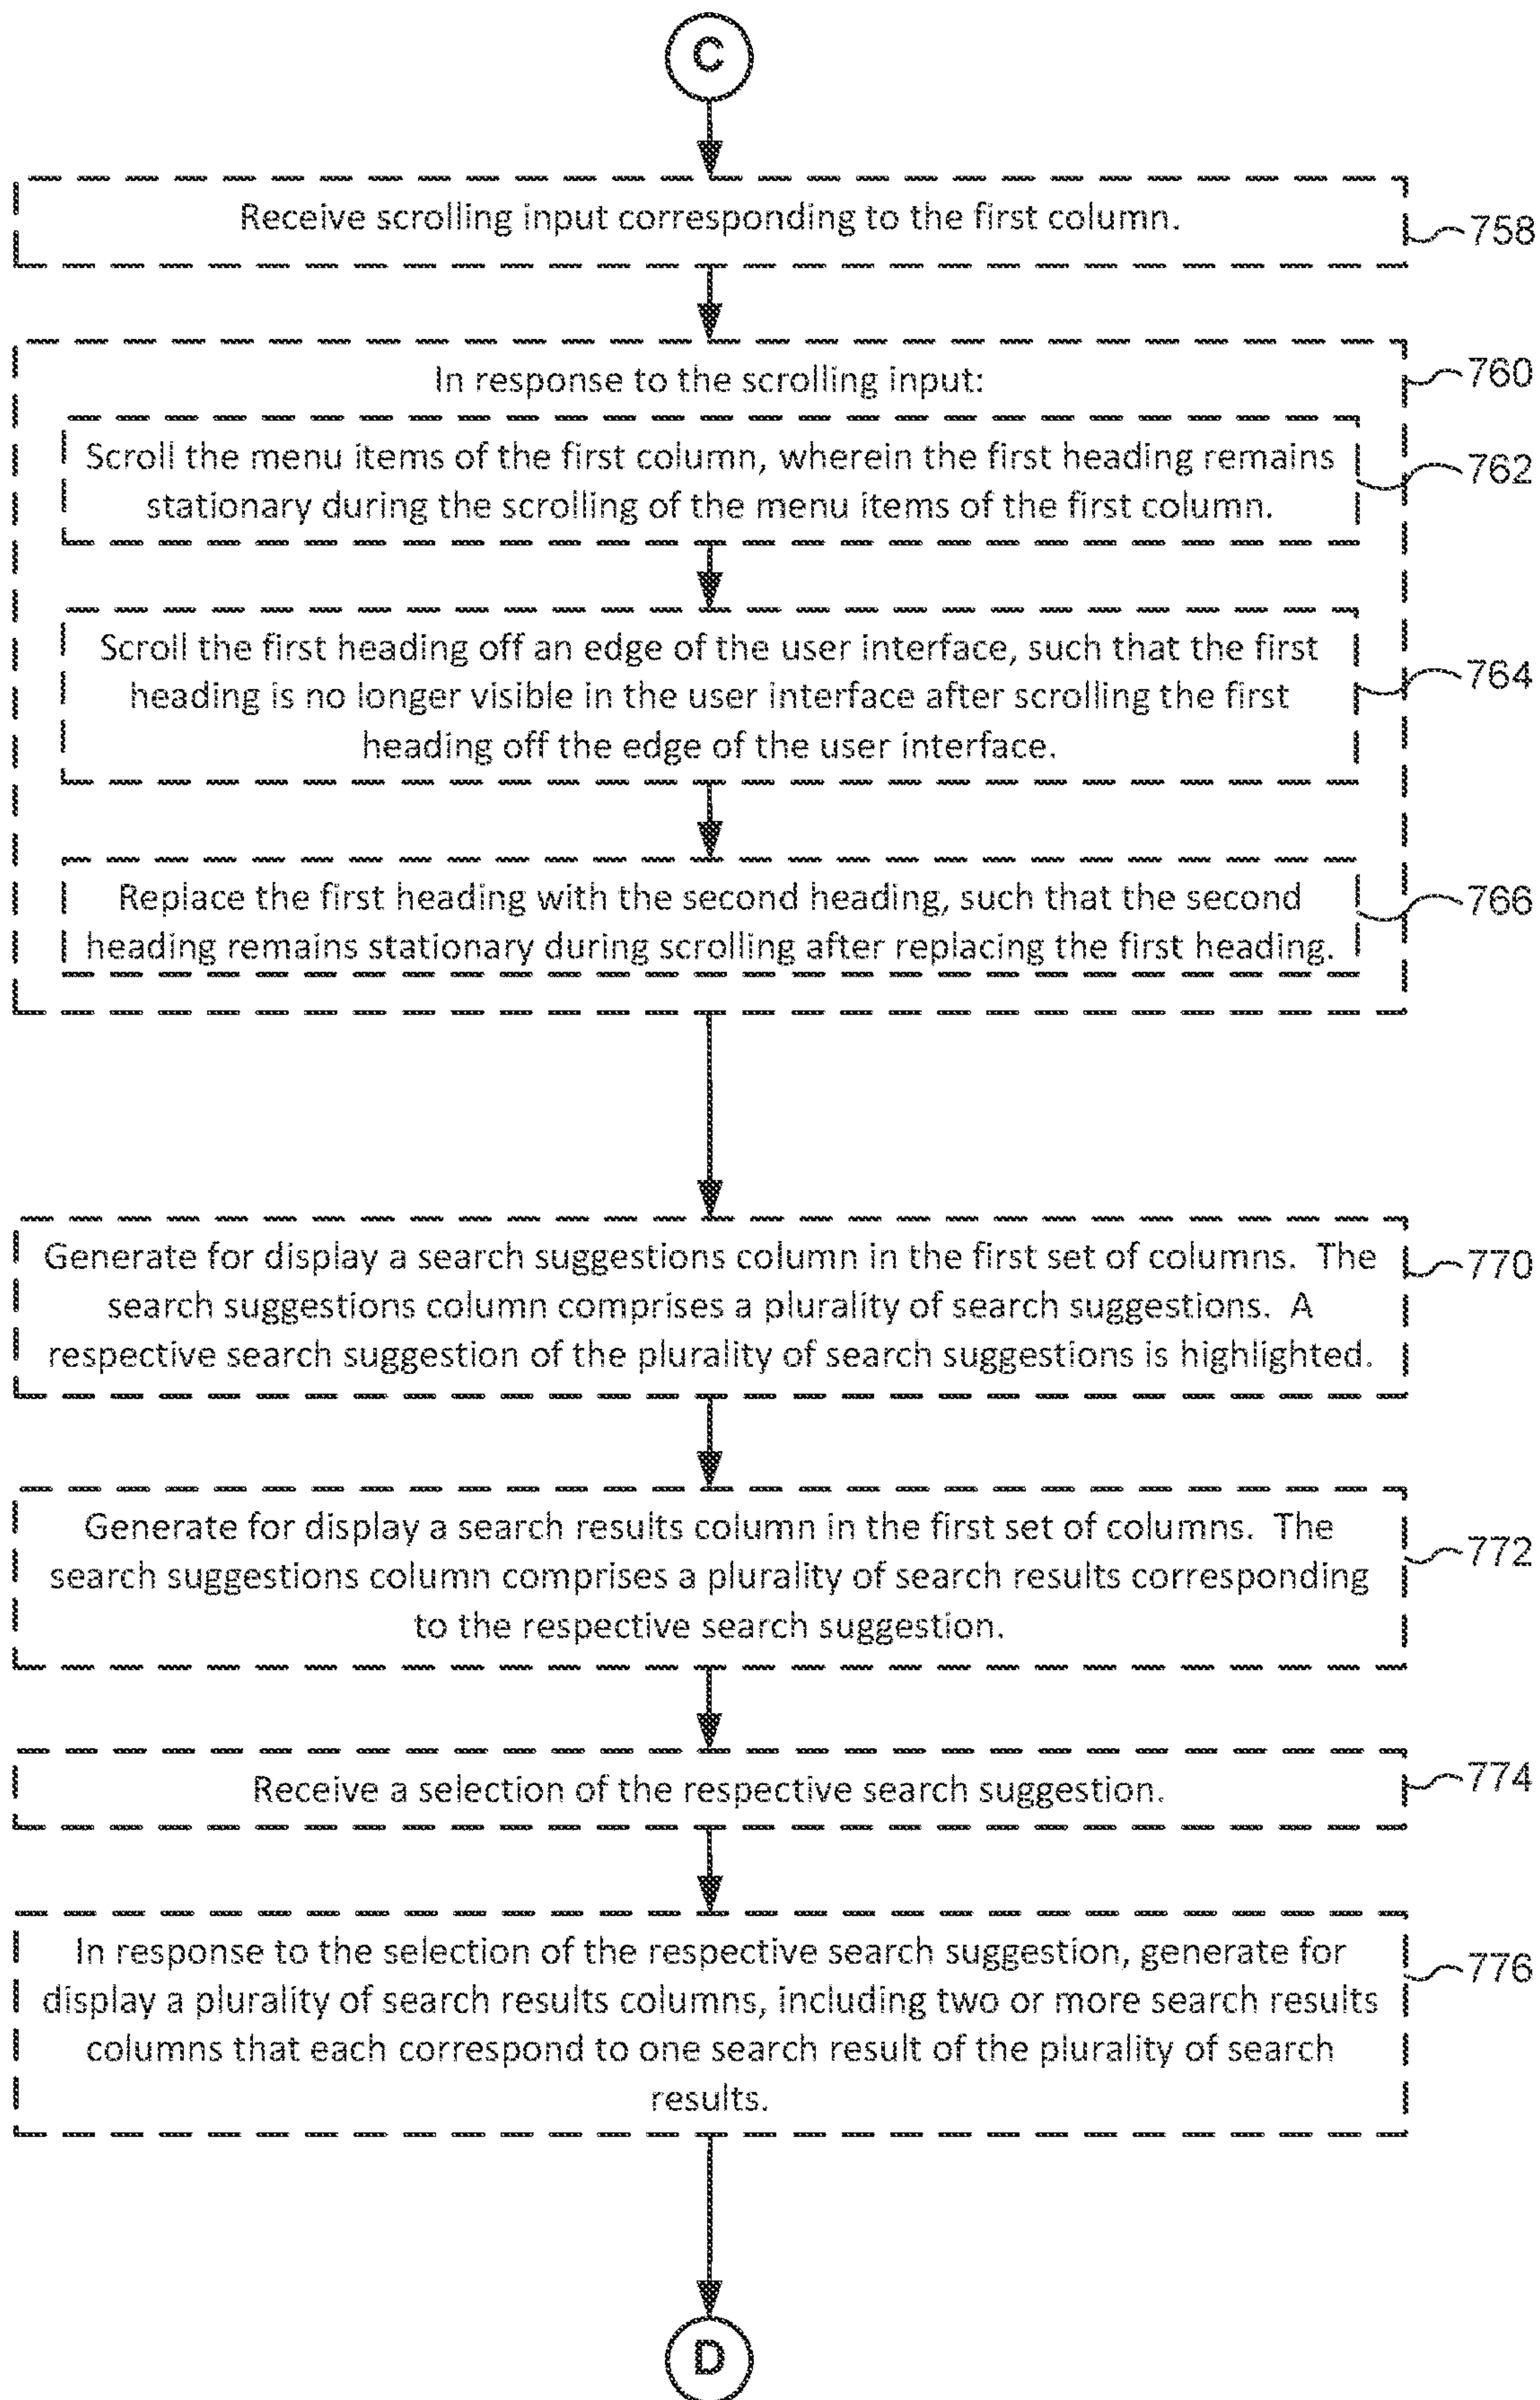 C
Receive scrolling input corresponding to the first column.
758
In response to the scrolling input:
760
Scroll the menu items of the first column, wherein the first heading remains
stationary during the scrolling of the menu items of the first column.
762
Scroll the first heading off an edge of the user interface, such that the first
heading is no longer visible in the user interface after scrolling the first
heading off the edge of the user interface.
764
Replace the first heading with the second heading, such that the second
heading remains stationary during scrolling after replacing the first heading.
766
Generate for display a search suggestions column in the first set of columns. The
search suggestions column comprises a plurality of search suggestions. A
respective search suggestion of the plurality of search suggestions is highlighted.
770
Generate for display a search results column in the first set of columns. The
search suggestions column comprises a plurality of search results corresponding
to the respective search suggestion.
772
Receive a selection of the respective search suggestion.
774
In response to the selection of the respective search suggestion, generate for
display a plurality of search results columns, including two or more search results
columns that each correspond to one search result of the plurality of search
results.
776
D